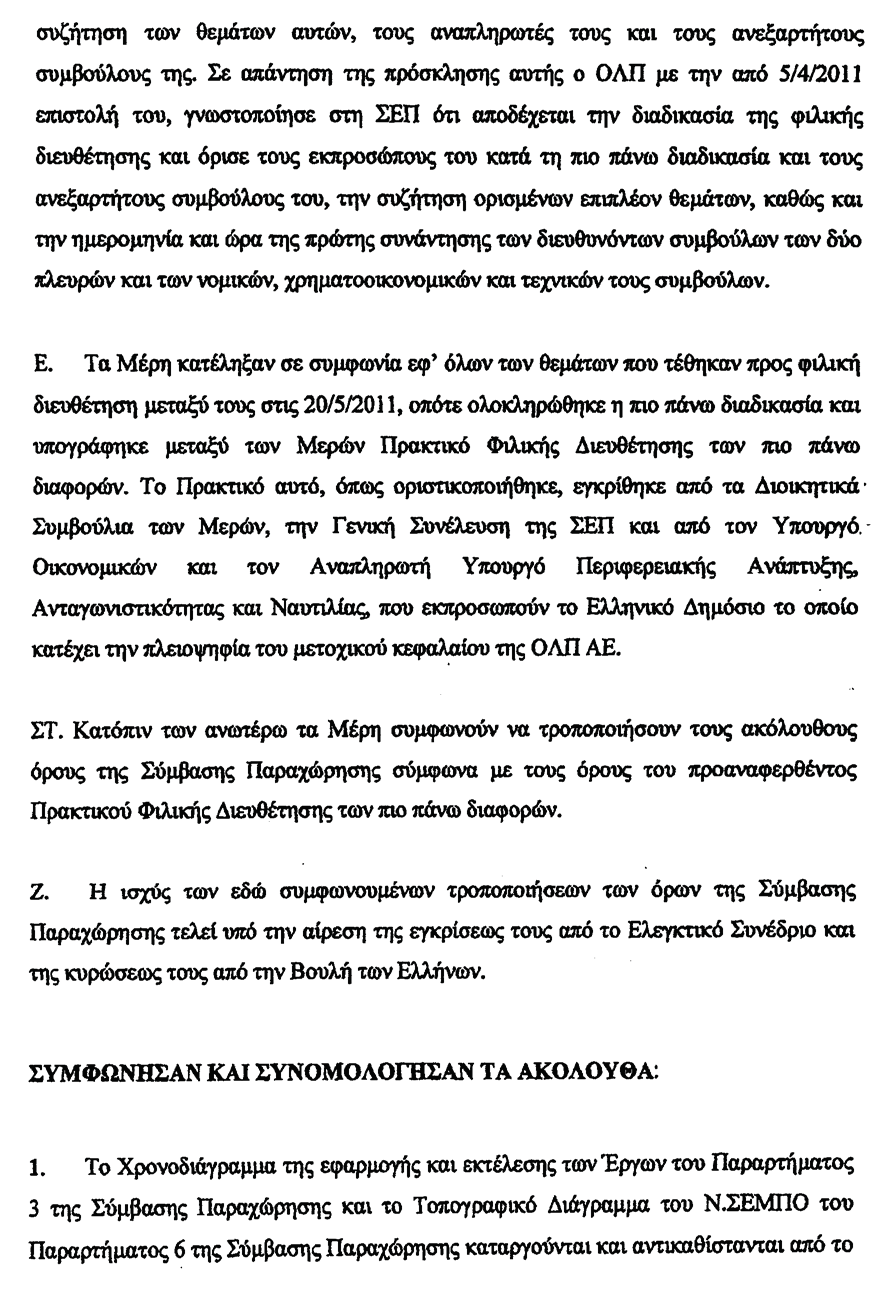 συζήτηση των θεμάτων αυτών, τους αναπληρωτές τους και τους ανεξαρτήτους
συμβούλους της. Σε απάντηση της πρόσκλησης αυτής ο ΟΛΠ με την από 5/4/2011
επιστολή του, γνωστοποίησε στη ΣΕΠ ότι αποδέχεται την διαδικασία της φιλικής
διευθέτησης και όρισε τους εκπροσώπους του κατά τη πιο πάνω διαδικασία και τους
ανεξαρτήτους συμβούλους του, την συζήτηση ορισμένων επιπλέον θεμάτων, καθώς και
την ημερομηνία και ώρα της πρώτης συνάντησης των διευθυνόντων συμβούλων των δύο
πλευρών και των νομικών, χρηματοοικονομικών και τεχνικών τους συμβούλων.
Ε. Τα Μέρη κατέληξαν σε συμφωνία εφ’ όλων των θεμάτων που τέθηκαν προς φιλική
διευθέτηση μεταξύ τους στις 20/5/2011, οπότε ολοκληρώθηκε η πιο πάνω διαδικασία και
υπογράφηκε μεταξύ των Μερών Πρακτικό Φιλικής Διευθέτησης των πιο πάνω
διαφορών. Το Πρακτικό αυτό, όπως οριστικοποιήθηκε, εγκρίθηκε από τα Διοικητικά
Συμβούλια των Μερών, την Γενική Συνέλευση της ΣΕΠ και από τον Υπουργό
Οικονομικών και τον Αναπληρωτή Υπουργό Περιφερειακής Ανάπτυξης,
Ανταγωνιστικότητας και Ναυτιλίας, που εκπροσωπούν το Ελληνικό Δημόσιο το οποίο
κατέχει την πλειοψηφία του μετοχικού κεφαλαίου της ΟΛΠ ΑΕ.
ΣΤ. Κατόπιν των ανωτέρω τα Μέρη συμφωνούν να τροποποιήσουν τους ακόλουθους
όρους της Σύμβασης Παραχώρησης σύμφωνα με τους όρους του προαναφερθέντος
Πρακτικού Φιλικής Διευθέτησης των πιο πάνω διαφορών.
Ζ. Η ισχύς των εδώ συμφωνουμένων τροποποιήσεων των όρων της Σύμβασης
Παραχώρησης τελεί υπό την αίρεση της εγκρίσεως τους από το Ελεγκτικό Συνέδριο και
της κυρώσεως τους από την Βουλή των Ελλήνων.
ΣΥΜΦΩΝΗΣΑΝ ΚΑΙ ΣΥΝΟΜΟΛΟΓΗΣΑΝ ΤΑ ΑΚΟΛΟΥΘΑ:
1. Το Χρονοδιάγραμμα της εφαρμογής και εκτέλεσης των Έργων του Παραρτήματος
3 της Σύμβασης Παραχώρησης και το Τοπογραφικό Διάγραμμα του Ν.ΣΕΜΠΟ του
Παραρτήματος 6 της Σύμβασης Παραχώρησης καταργούνται και αντικαθίστανται από το